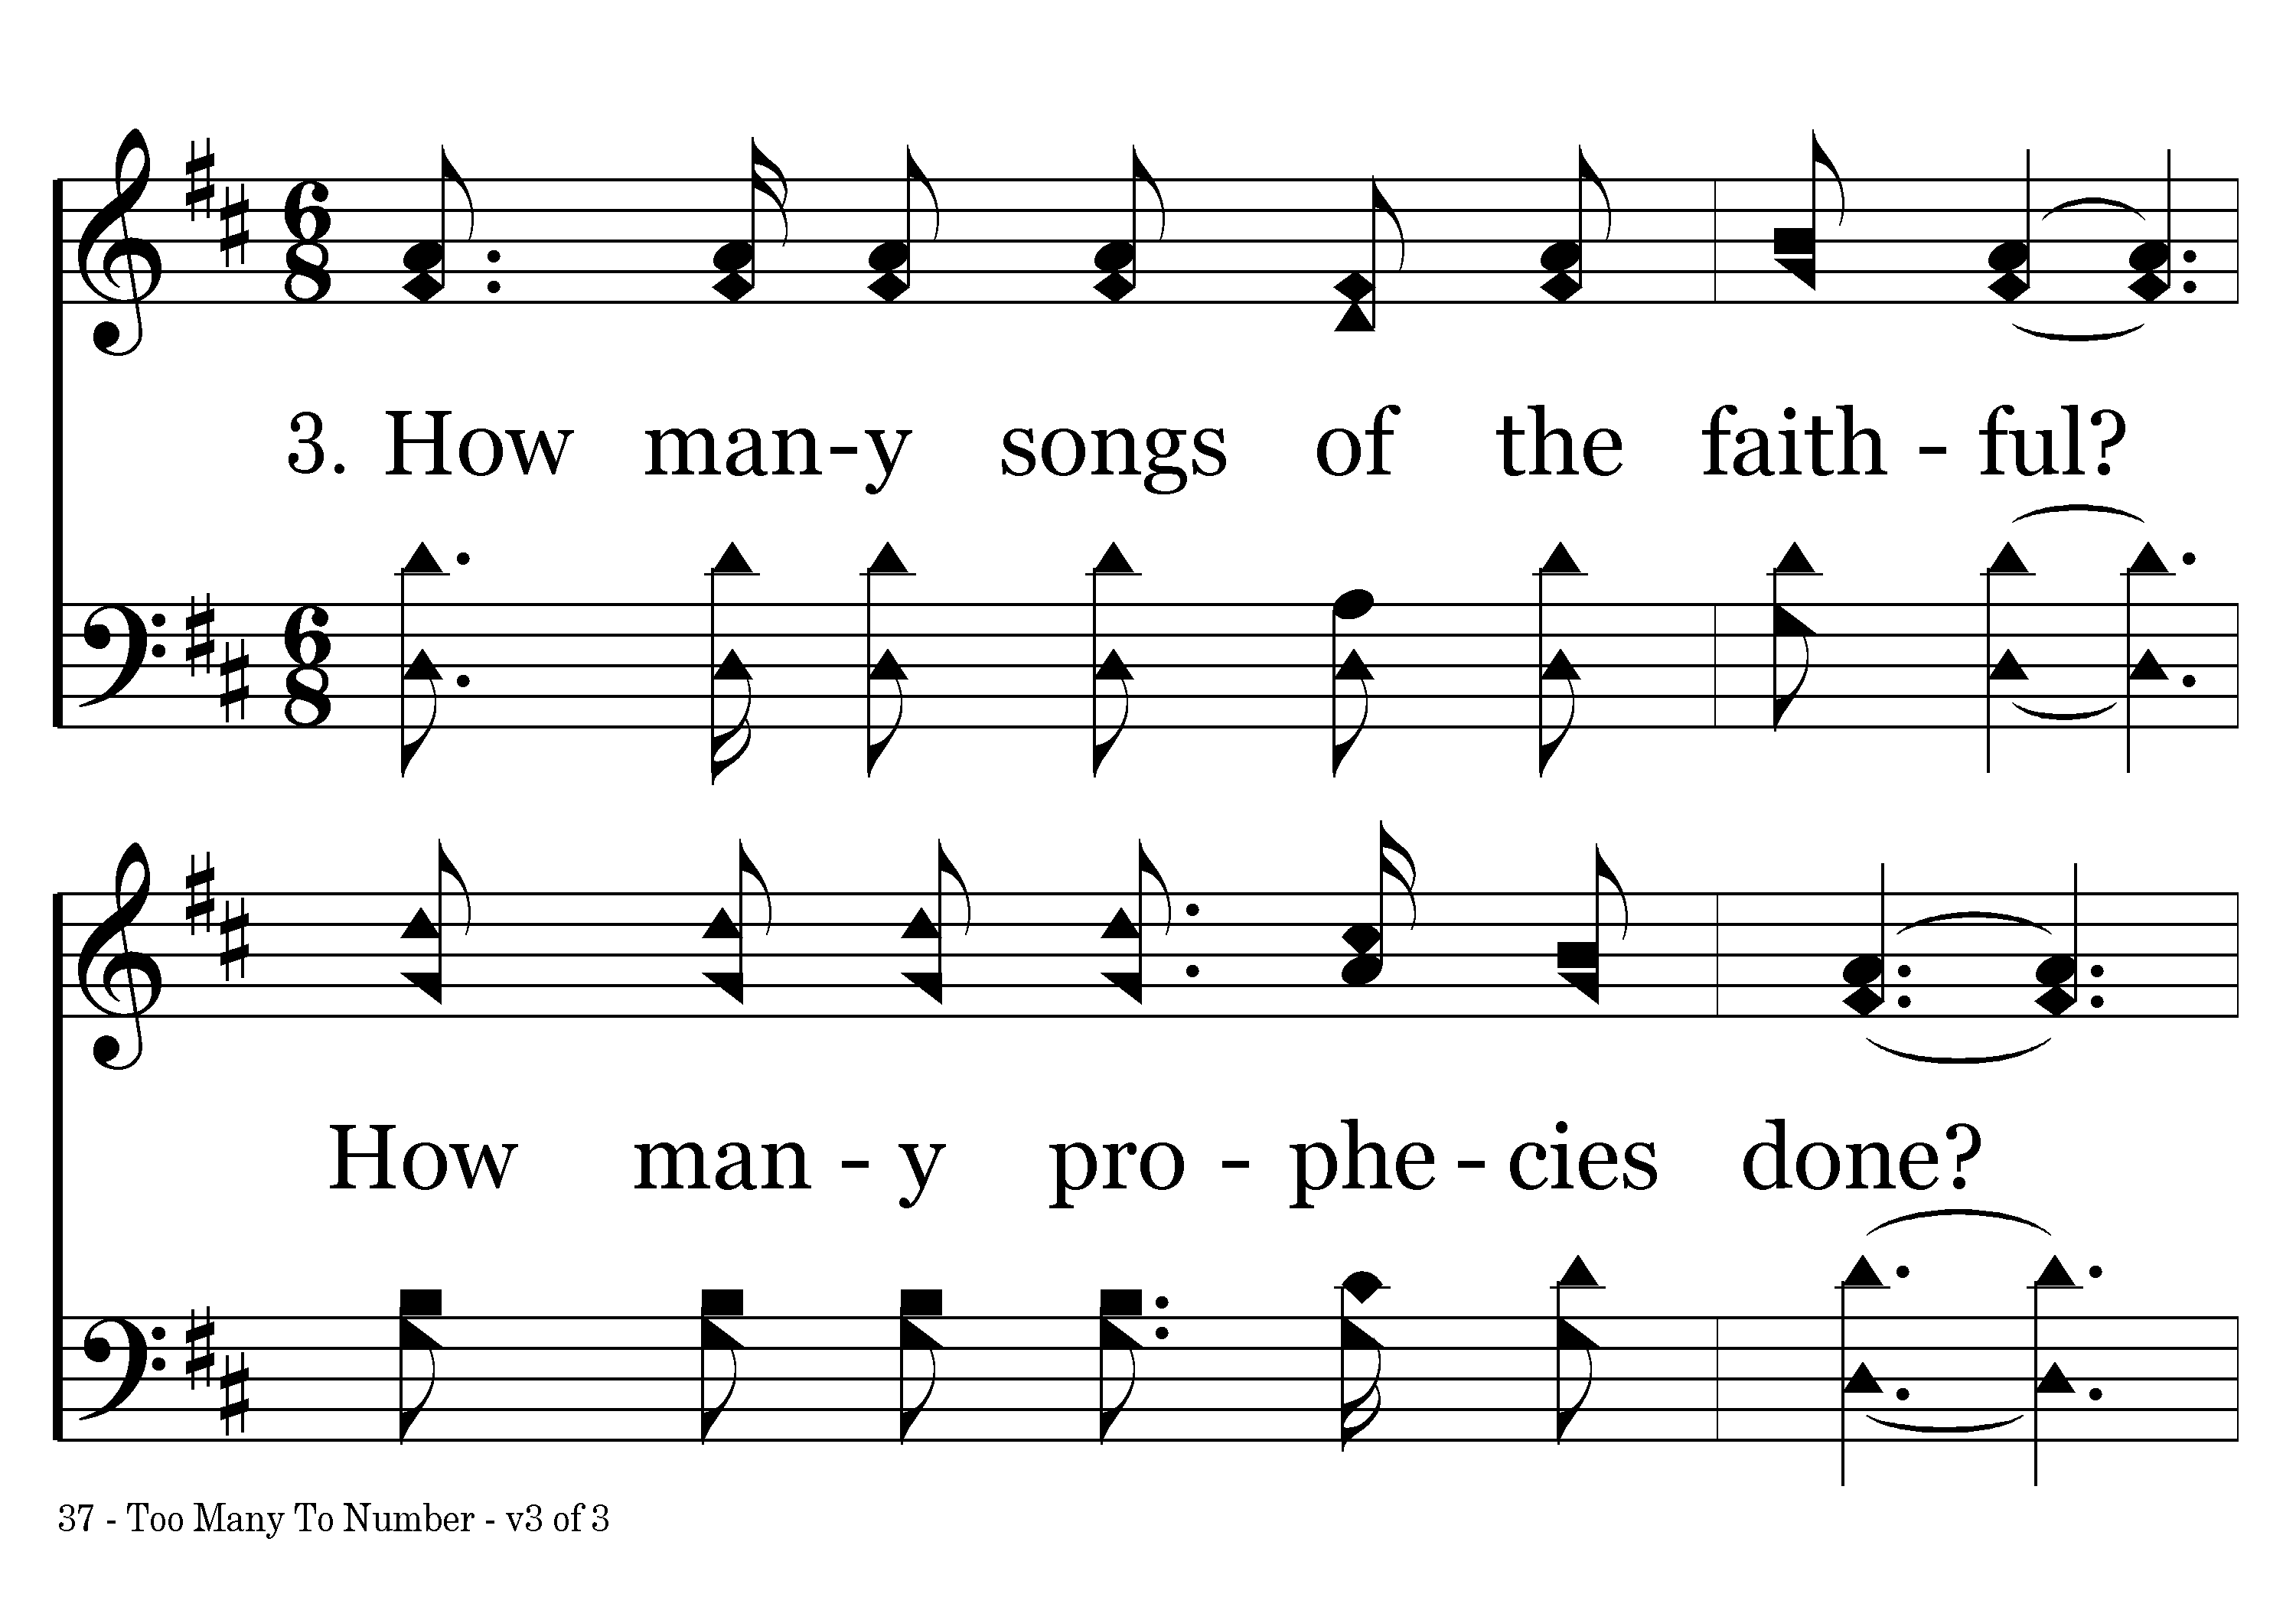 3. How man-y songs of the faith - ful?
How man - y pro - phe - cies done?
37 - Too Many To Number - v3 of 3